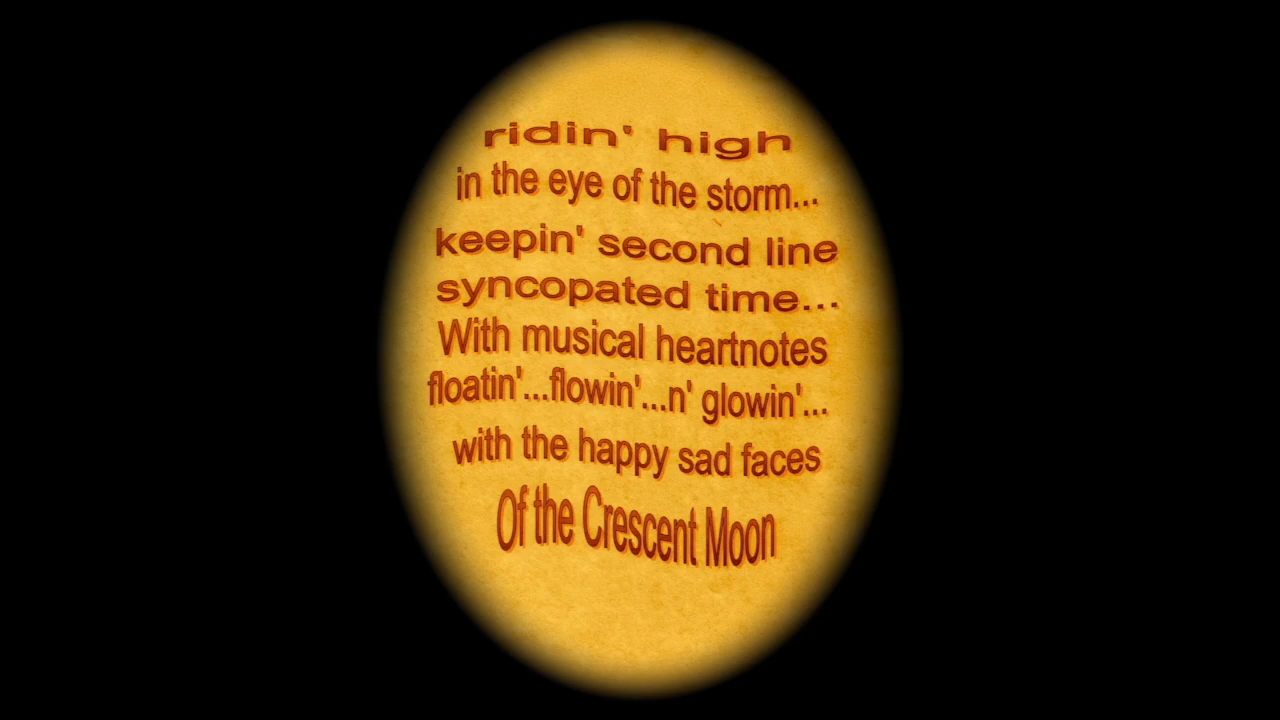 ridin' high
in the eye of the storm...
keepin' second line
syncopated time...
With musical heartnotes
floatin'...flowin'...n' glowin'...
with the happy sad faces
Of the Crescent Moon